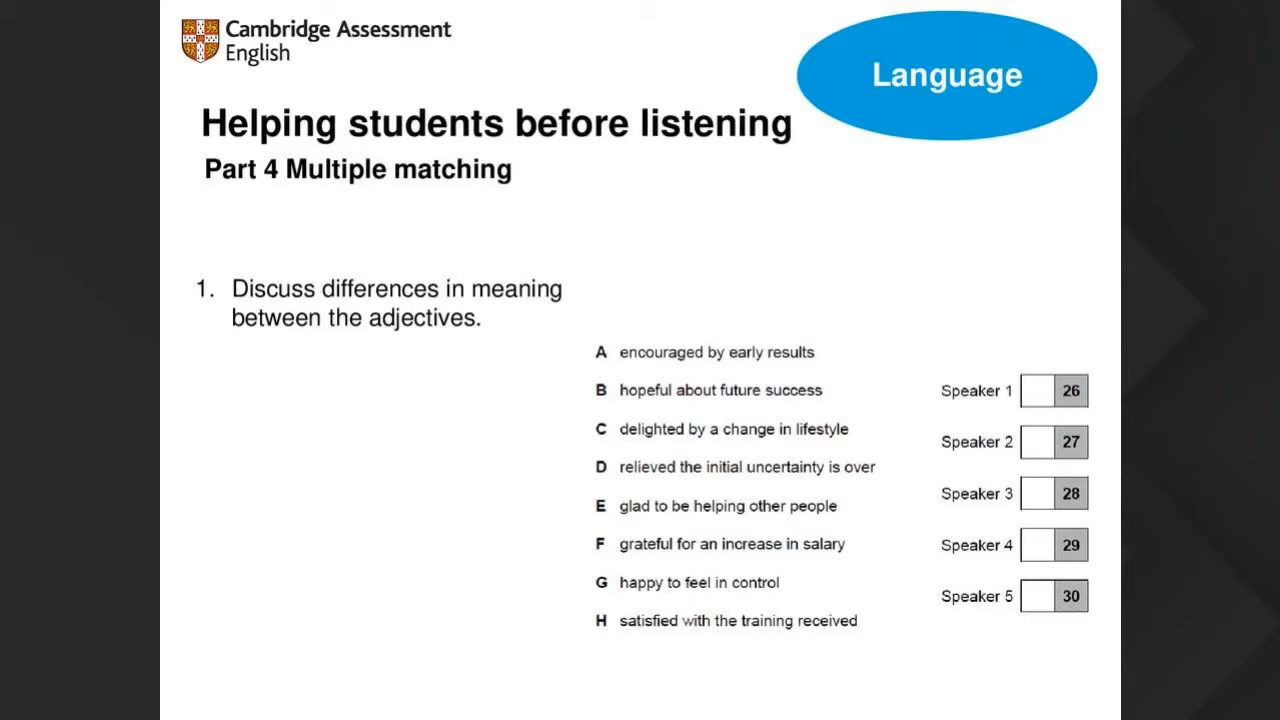 Cambridge Assessment
English
Language
Helping students before listening
Part 4 Multiple matching
1. Discuss differences in meaning
between the adjectives.
A encouraged by early results
B hopeful about future success
C delighted by a change in lifestyle
D relieved the initial uncertainty is over
E glad to be helping other people
F grateful for an increase in salary
G happy to feel in control
H satisfied with the training received
Speaker 1 26
Speaker 2 27
Speaker 3 28
Speaker 4 29
Speaker 5 30